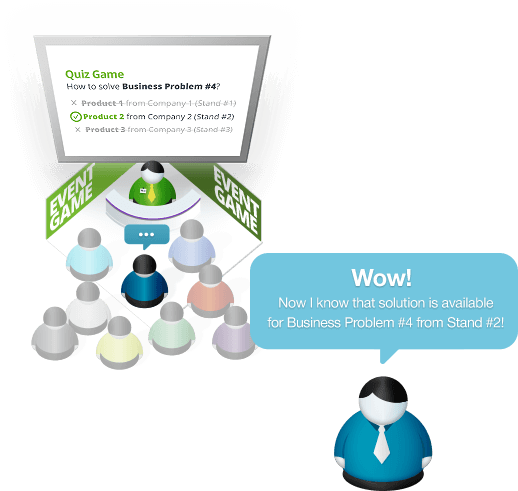 Quiz Game
How to solve Business Problem #4?
Product 1 from Company 1 (Stand #1)
Product 2 from Company 2 (Stand #2)
Product 3 from Company 3 (Stand #3)
EVENT
GAME
EVENT
GAME
Wow!
Now I know that solution is available
for Business Problem #4 from Stand #2!